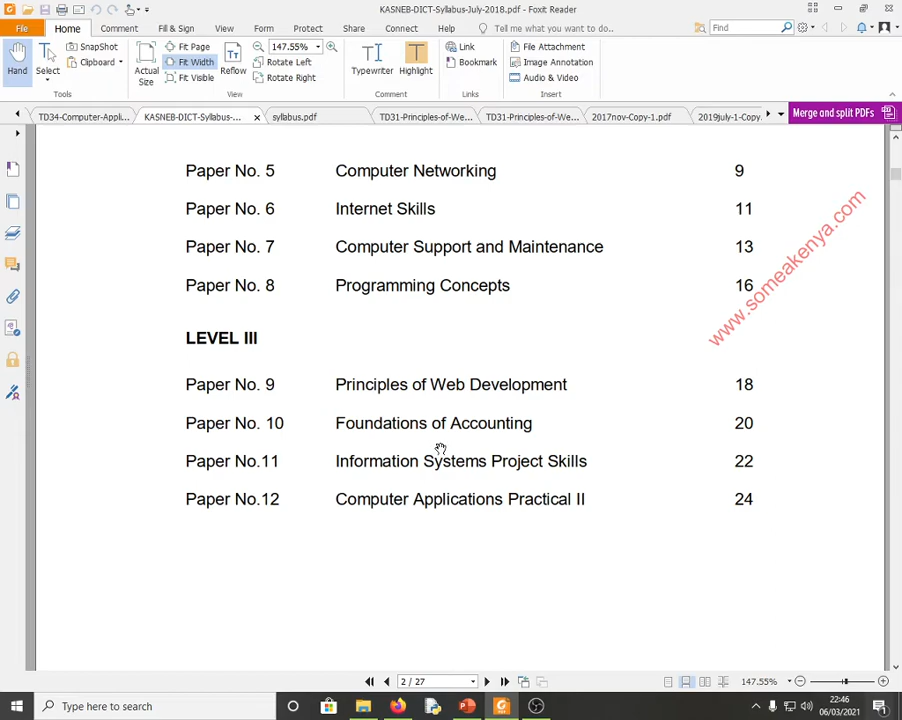 KASNEB-DICT-Syllabus-July-2018.pdf - Foxit Reader
File Home Comment Fill & Sign View Form Protect Share Connect Help Tell me what you want to do... Find
Hand Select SnapShot Clipboard Actual Size Fit Page Fit Width Fit Visible Reflow 147.55% Rotate Left Rotate Right Typewriter Highlight Link Bookmark File Attachment Image Annotation Audio & Video
Tools View Comment Links Insert
TD34-Computer-Appli... KASNEB-DICT-Syllabus-... syllabus.pdf TD31-Principles-of-We... TD31-Principles-of-We... 2017nov-Copy-1.pdf 2019july-1-Copy. Merge and split PDFs
Paper No. 5 Computer Networking 9
Paper No. 6 Internet Skills 11
Paper No. 7 Computer Support and Maintenance 13
Paper No. 8 Programming Concepts 16
www.someakenya.com
LEVEL III
Paper No. 9 Principles of Web Development 18
Paper No. 10 Foundations of Accounting 20
Paper No.11 Information Systems Project Skills 22
Paper No.12 Computer Applications Practical II 24
2 / 27 147.55%
Type here to search 22:46
06/03/2021